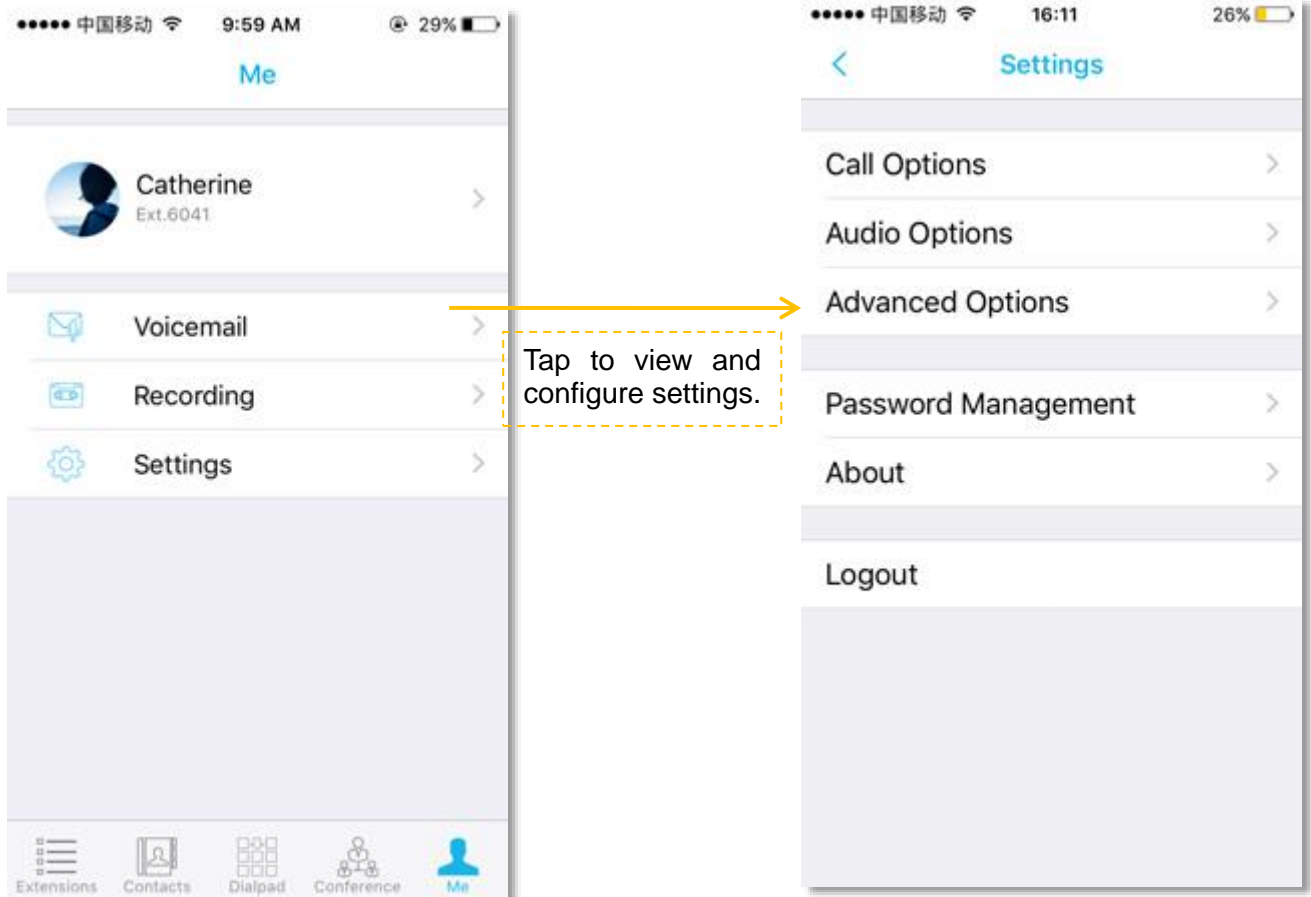 中国移动 9:59 AM 29%
Me
Catherine
Ext.6041
Voicemail
Recording
Settings
Extensions Contacts Dialpad Conference Me
Tap to view and
configure settings.
中国移动 16:11 26%
Settings
Call Options
Audio Options
Advanced Options
Password Management
About
Logout